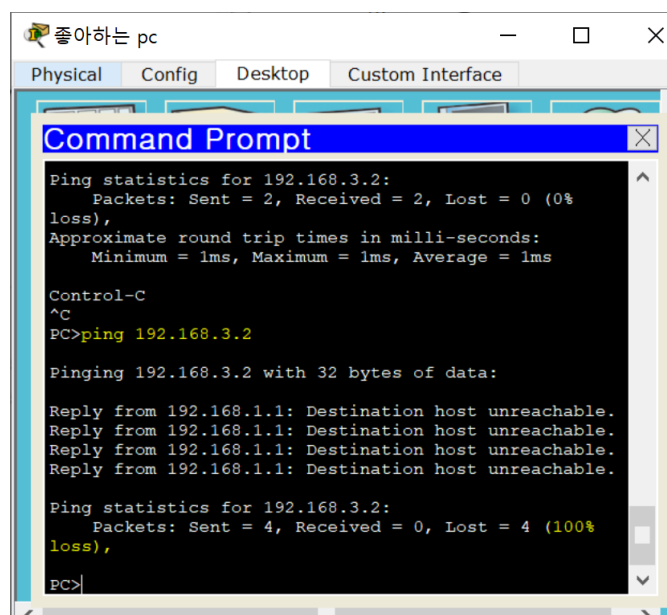 좋아하는 pc
Physical Config Desktop Custom Interface
Command Prompt
Ping statistics for 192.168.3.2:
Packets: Sent = 2, Received = 2, Lost = 0 (0%
loss),
Approximate round trip times in milli-seconds:
Minimum = 1ms, Maximum = 1ms, Average = 1ms
Control-C
^C
PC>ping 192.168.3.2
Pinging 192.168.3.2 with 32 bytes of data:
Reply from 192.168.1.1: Destination host unreachable.
Reply from 192.168.1.1: Destination host unreachable.
Reply from 192.168.1.1: Destination host unreachable.
Reply from 192.168.1.1: Destination host unreachable.
Ping statistics for 192.168.3.2:
Packets: Sent = 4, Received = 0, Lost = 4 (100%
loss),
PC>